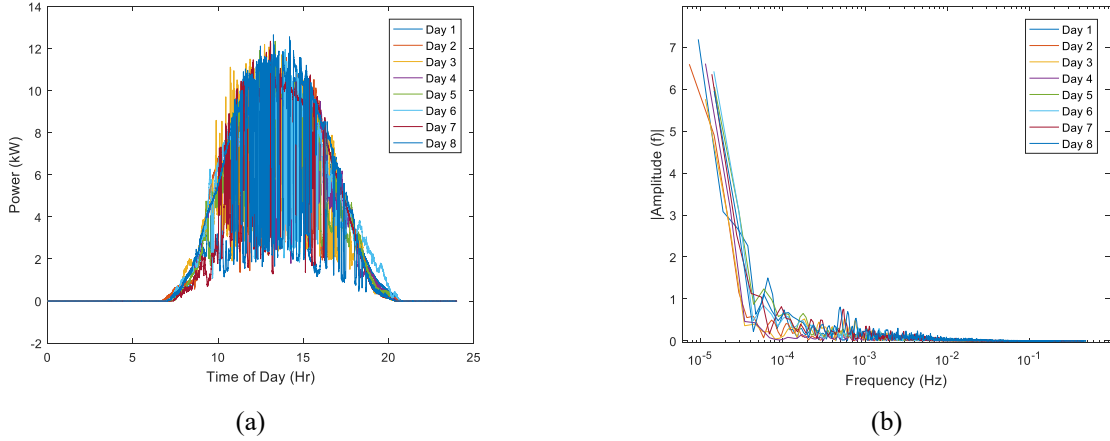 14
12
10
8
6
4
2
0
-2
Power (kW)
0 5 10 15 20 25
Time of Day (Hr)
Day 1
Day 2
Day 3
Day 4
Day 5
Day 6
Day 7
Day 8
(a)
7
6
5
4
3
2
1
0
|Amplitude (f)|
10-5 10-4 10-3 10-2 10-1
Frequency (Hz)
Day 1
Day 2
Day 3
Day 4
Day 5
Day 6
Day 7
Day 8
(b)